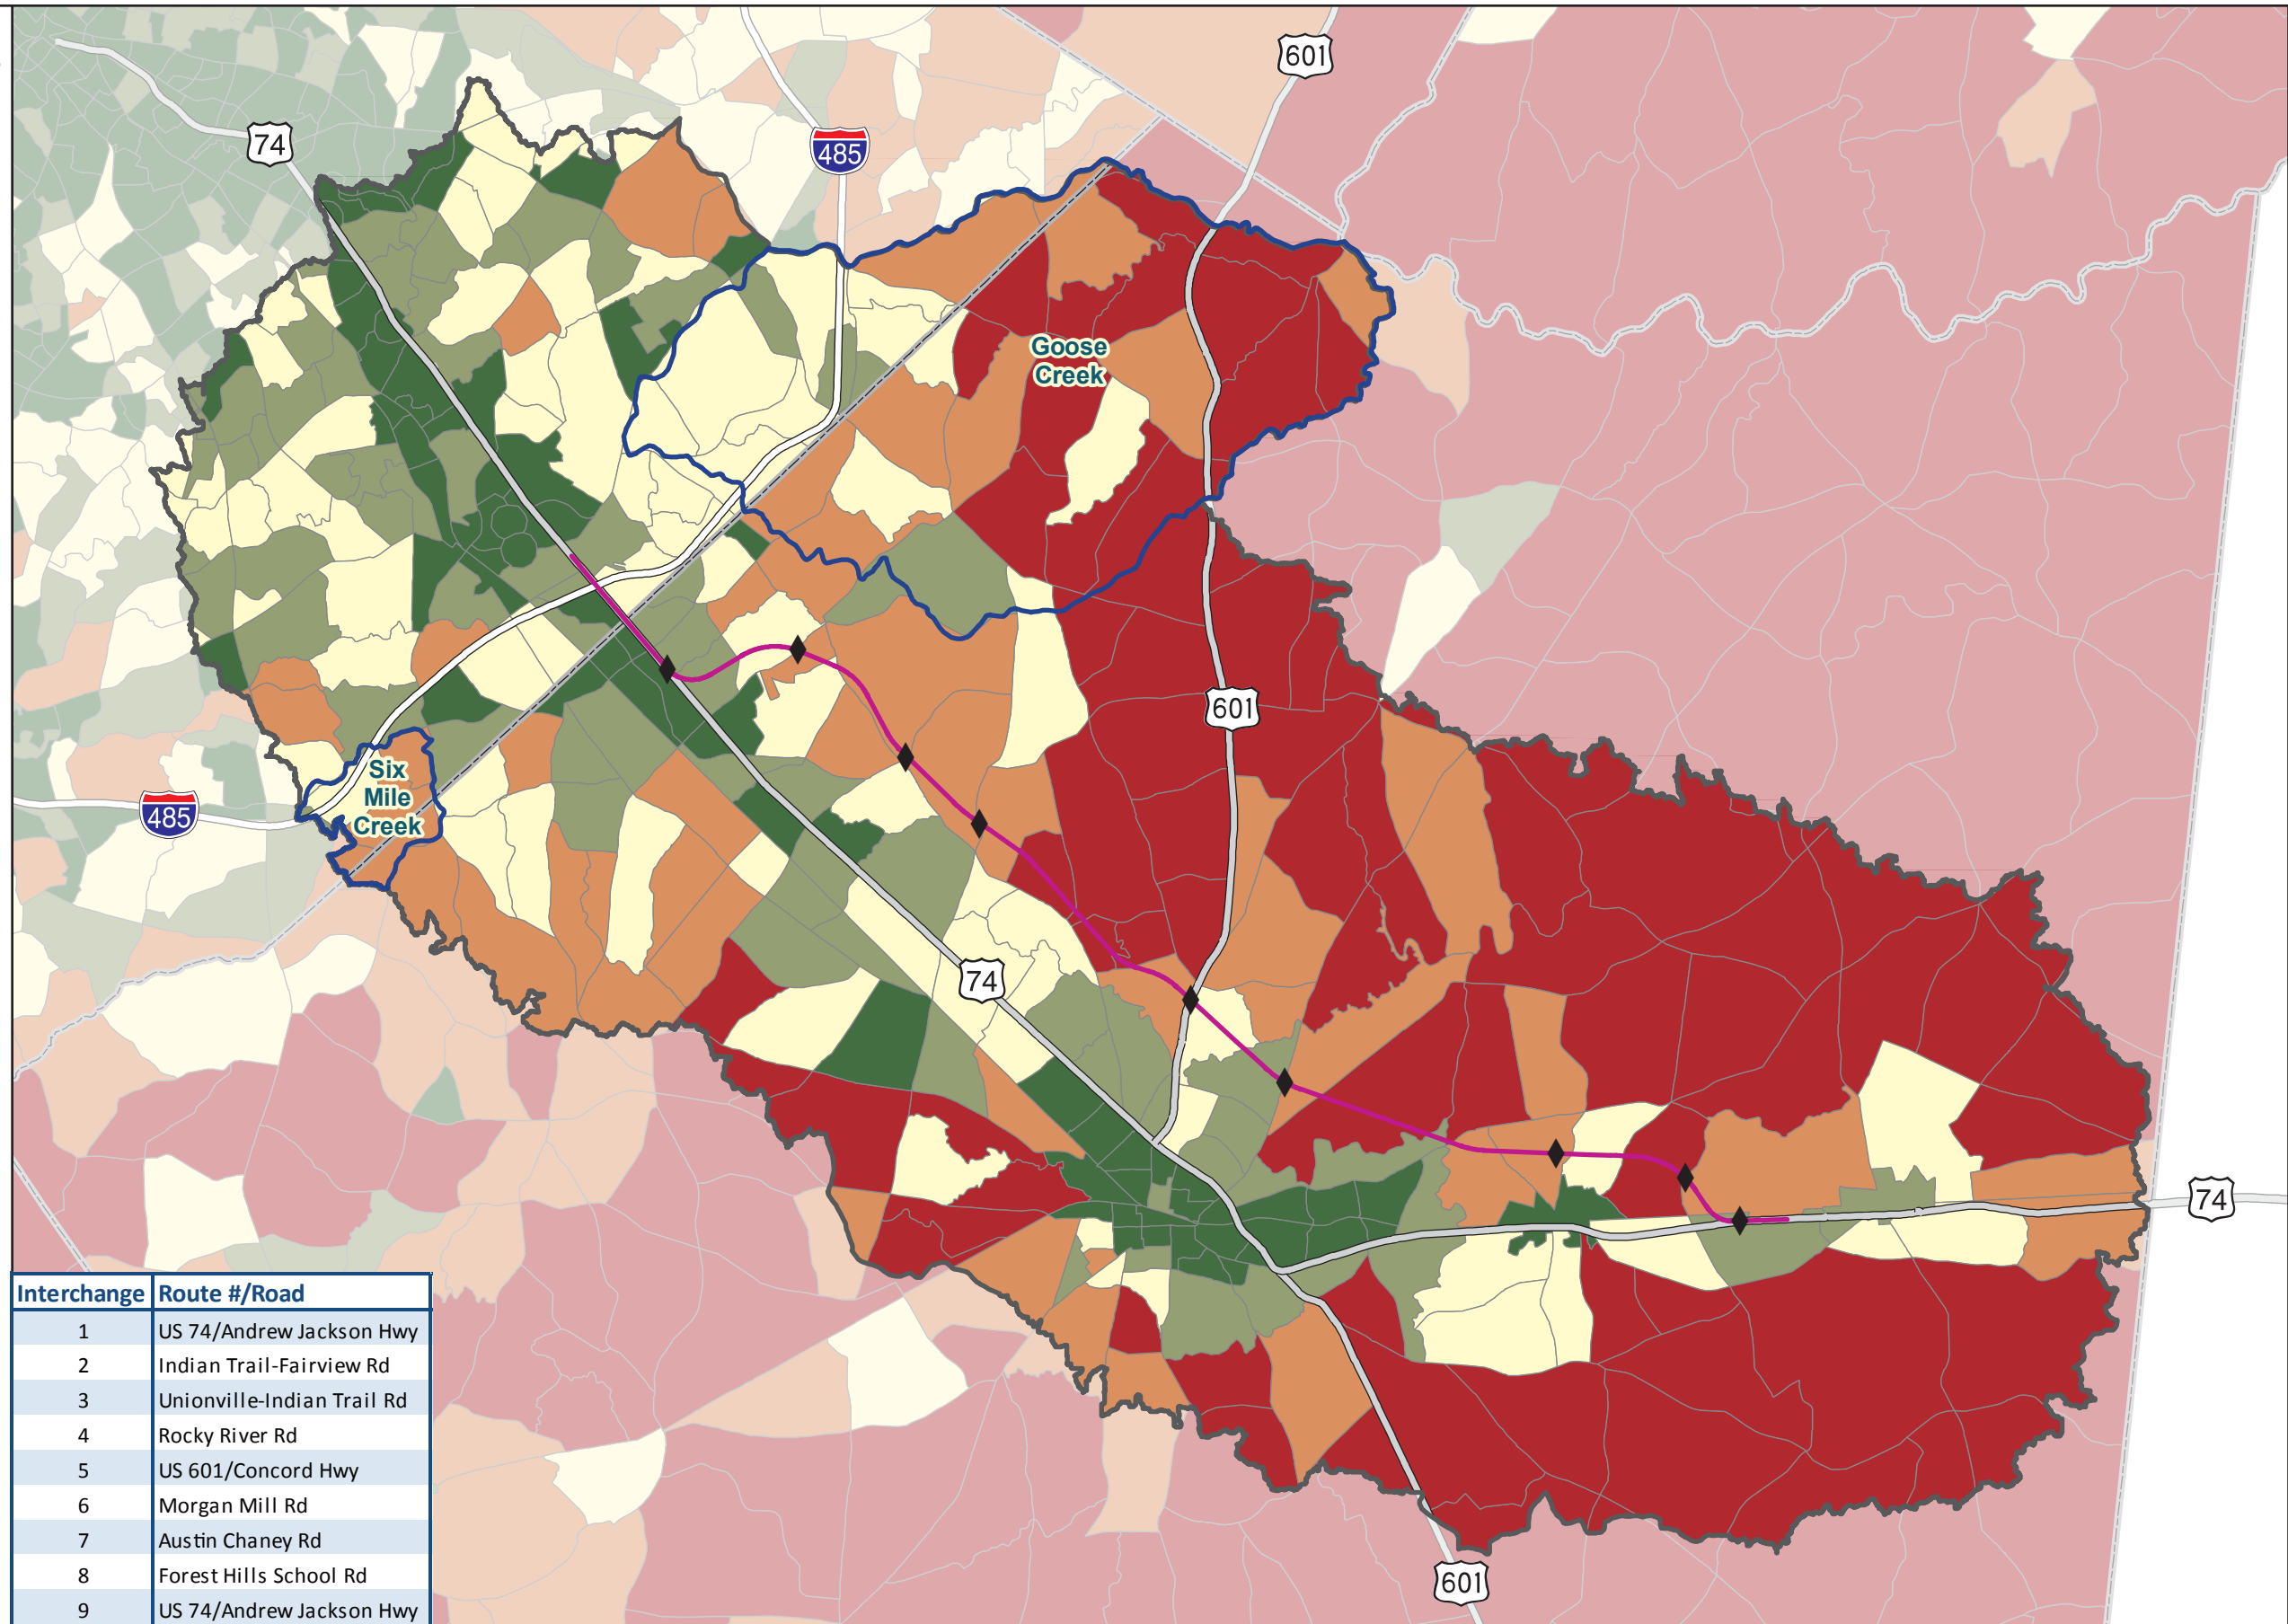 601
74
485
Goose
Creek
601
Six
Mile
Creek
485
74
74
601
Interchange Route #/Road
1 US 74/Andrew Jackson Hwy
2 Indian Trail-Fairview Rd
3 Unionville-Indian Trail Rd
4 Rocky River Rd
5 US 601/Concord Hwy
6 Morgan Mill Rd
7 Austin Chaney Rd
8 Forest Hills School Rd
9 US 74/Andrew Jackson Hwy